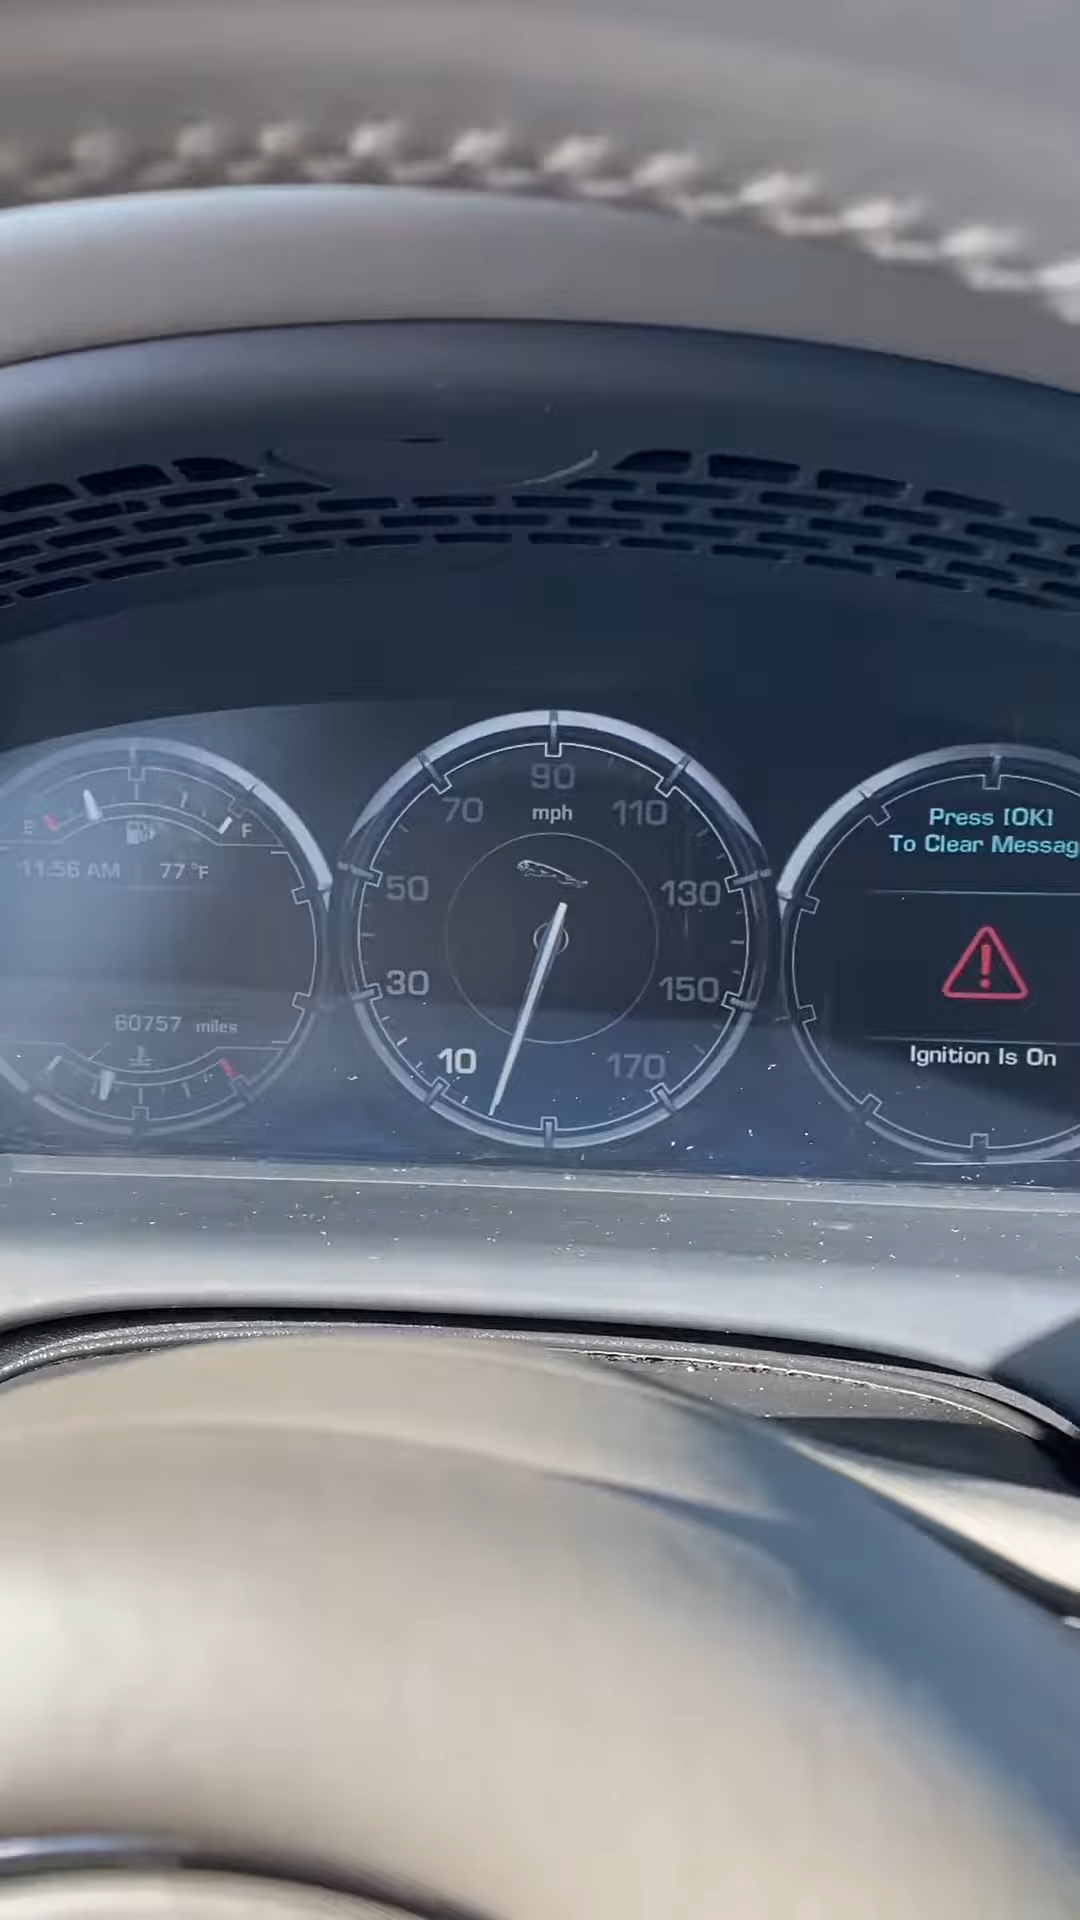 E
F
11:56 AM
77°F
60757 miles
90
70
110
mph
50
130
30
150
10
170
Press [OK]
To Clear Messag
Ignition Is On